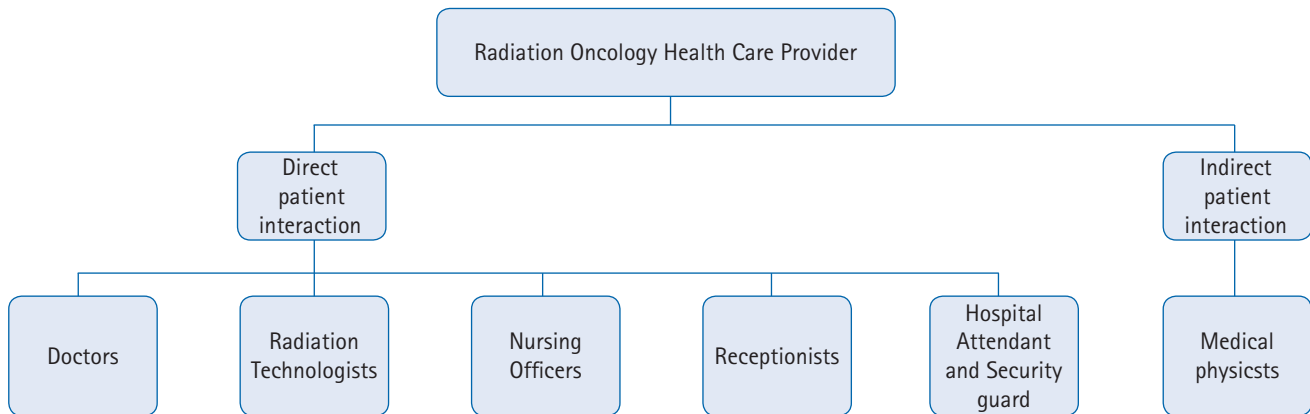 Radiation Oncology Health Care Provider
Direct
patient
interaction
Indirect
patient
interaction
Doctors
Radiation
Technologists
Nursing
Officers
Receptionists
Hospital
Attendant
and Security
guard
Medical
physicsts